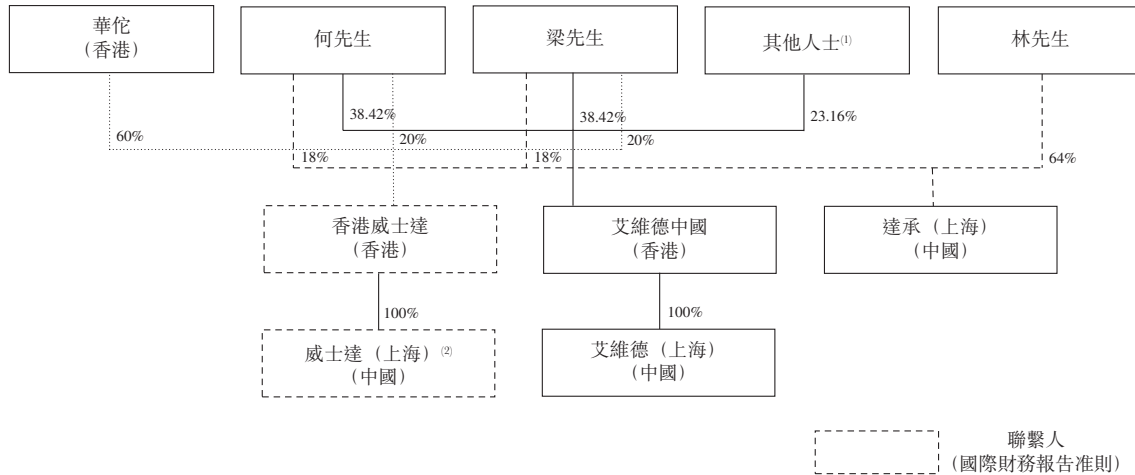 華佗
(香港)
何先生
梁先生
其他人士(1)
林先生
38.42%
38.42%
23.16%
60%
20%
20%
18%
18%
64%
香港威士達
(香港)
艾維德中國
(香港)
達承（上海）
(中國)
100%
100%
威士達（上海）(2)
(中國)
艾維德（上海）
(中國)
聯繫人
(國際財務報告准則)